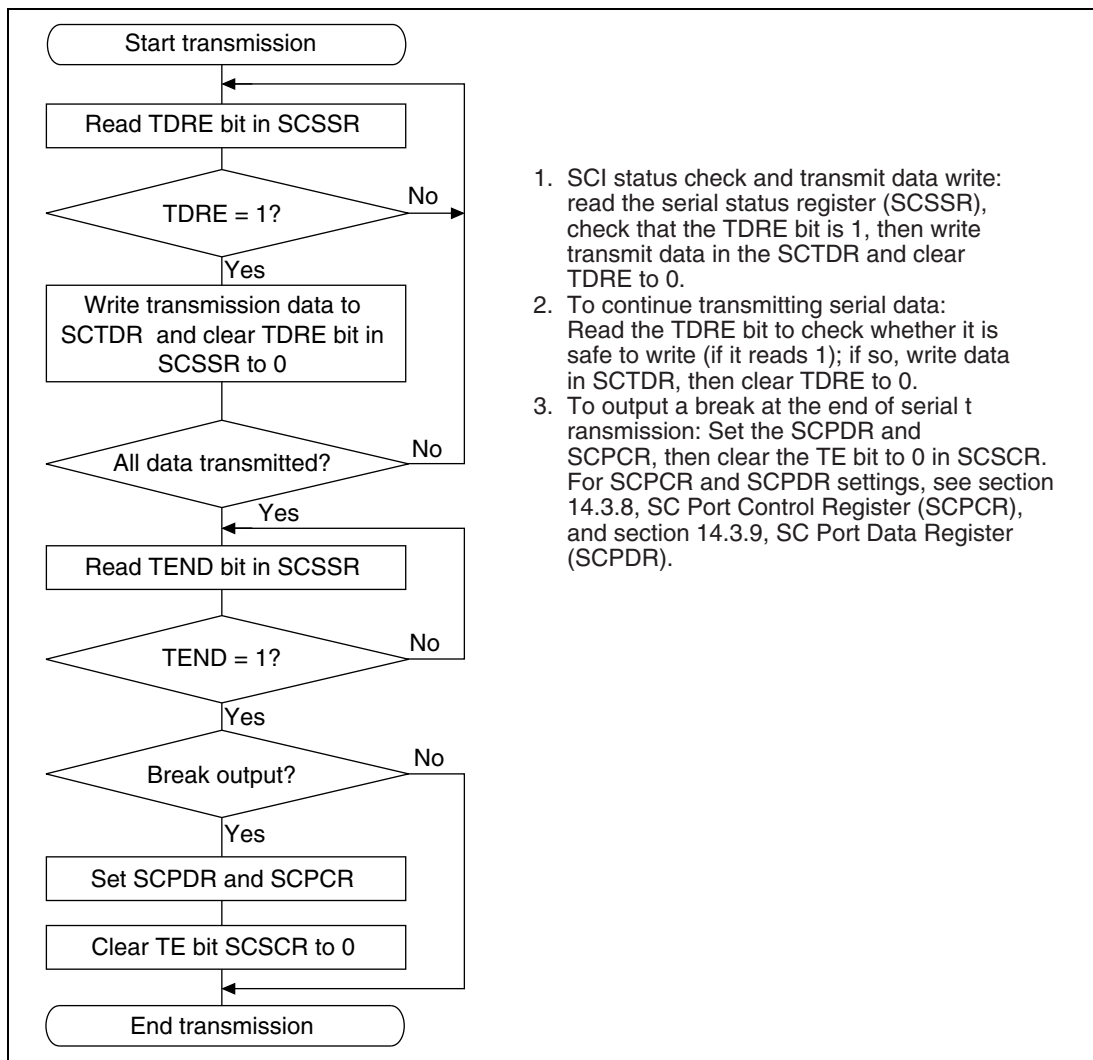 Start transmission
Read TDRE bit in SCSSR
TDRE = 1?
No
Yes
Write transmission data to
SCTDR and clear TDRE bit in
SCSSR to 0
All data transmitted?
No
Yes
Read TEND bit in SCSSR
TEND = 1?
No
Yes
Break output?
No
Yes
Set SCPDR and SCPCR
Clear TE bit SCSCR to 0
End transmission
1. SCI status check and transmit data write:
read the serial status register (SCSSR),
check that the TDRE bit is 1, then write
transmit data in the SCTDR and clear
TDRE to 0.
2. To continue transmitting serial data:
Read the TDRE bit to check whether it is
safe to write (if it reads 1); if so, write data
in SCTDR, then clear TDRE to 0.
3. To output a break at the end of serial t
ransmission: Set the SCPDR and
SCPCR, then clear the TE bit to 0 in SCSCR.
For SCPCR and SCPDR settings, see section
14.3.8, SC Port Control Register (SCPCR),
and section 14.3.9, SC Port Data Register
(SCPDR).